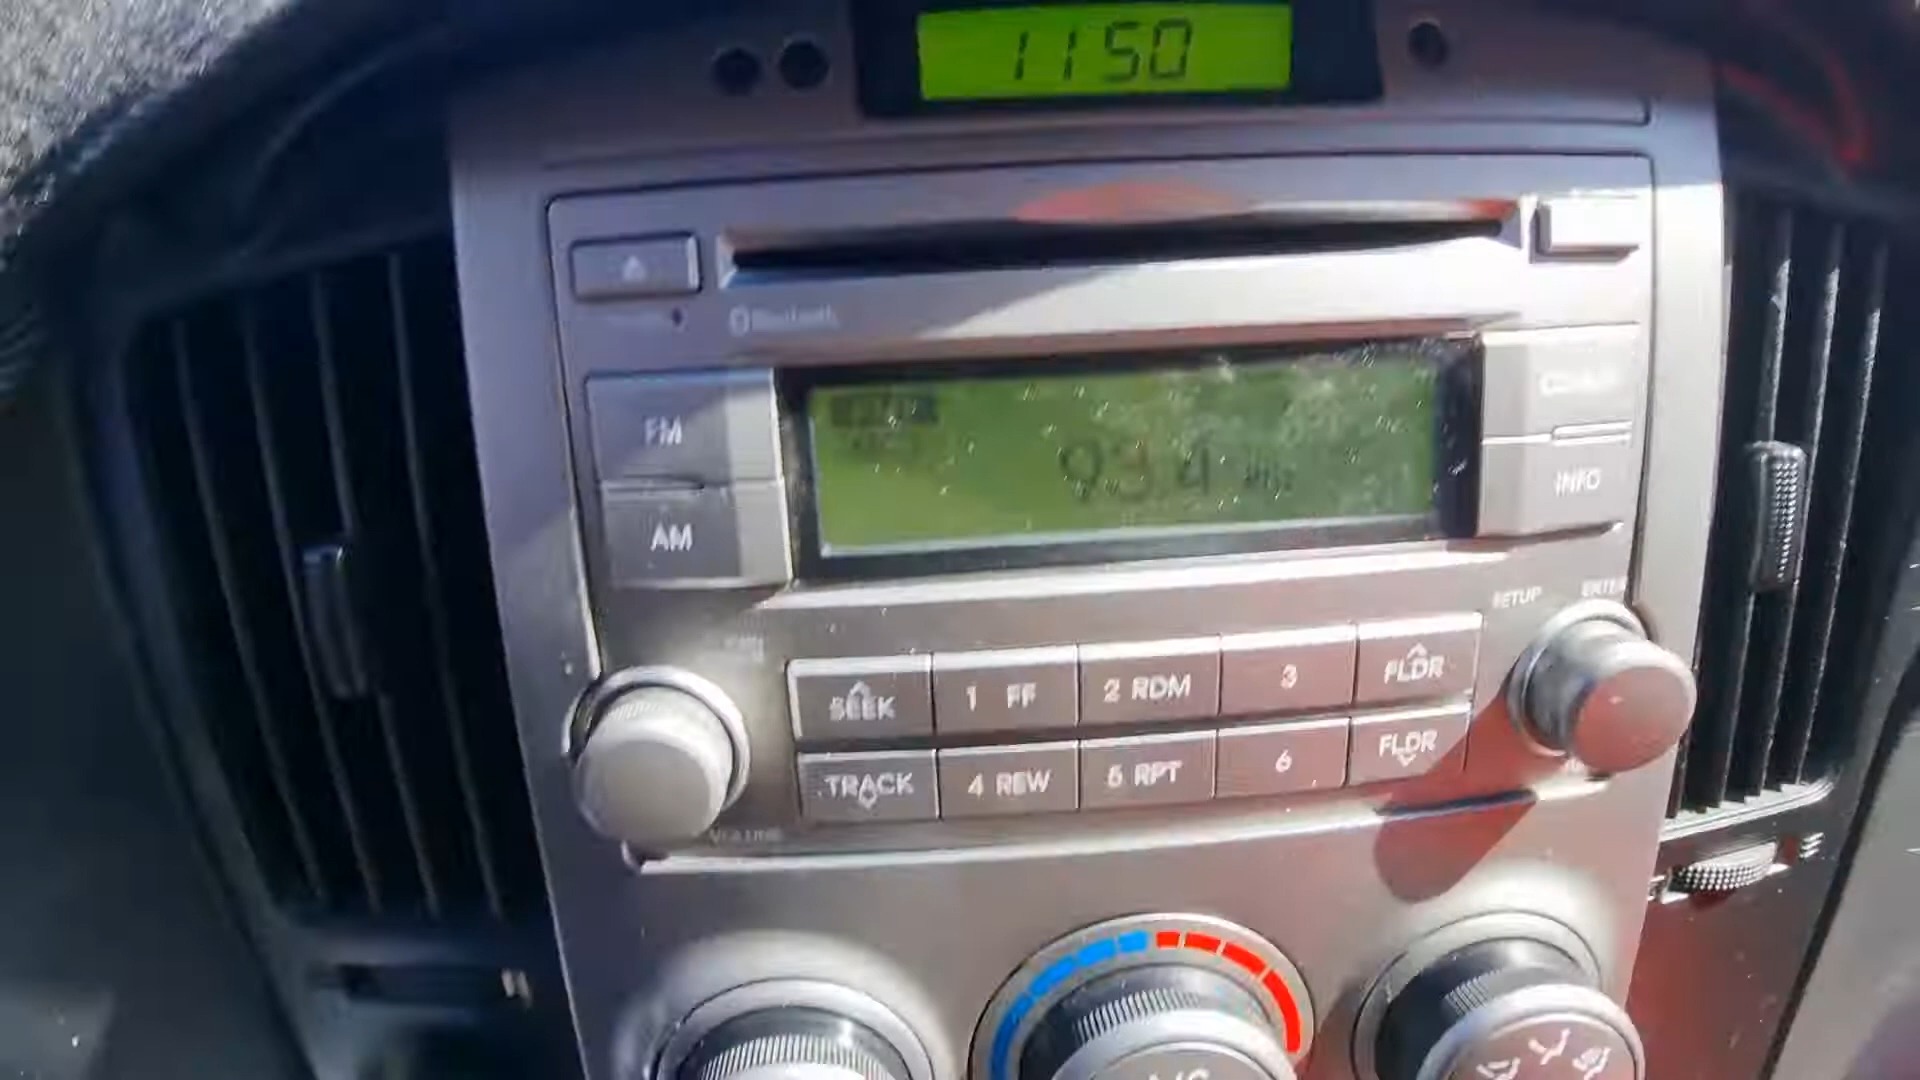 1150
Bluetooth
FM
93.4 MHz
INFO
AM
SETUP
ENTER
SEEK
1 FF
2 RDM
3
FLDR
TRACK
4 REW
5 RPT
6
FLDR
VOLUME